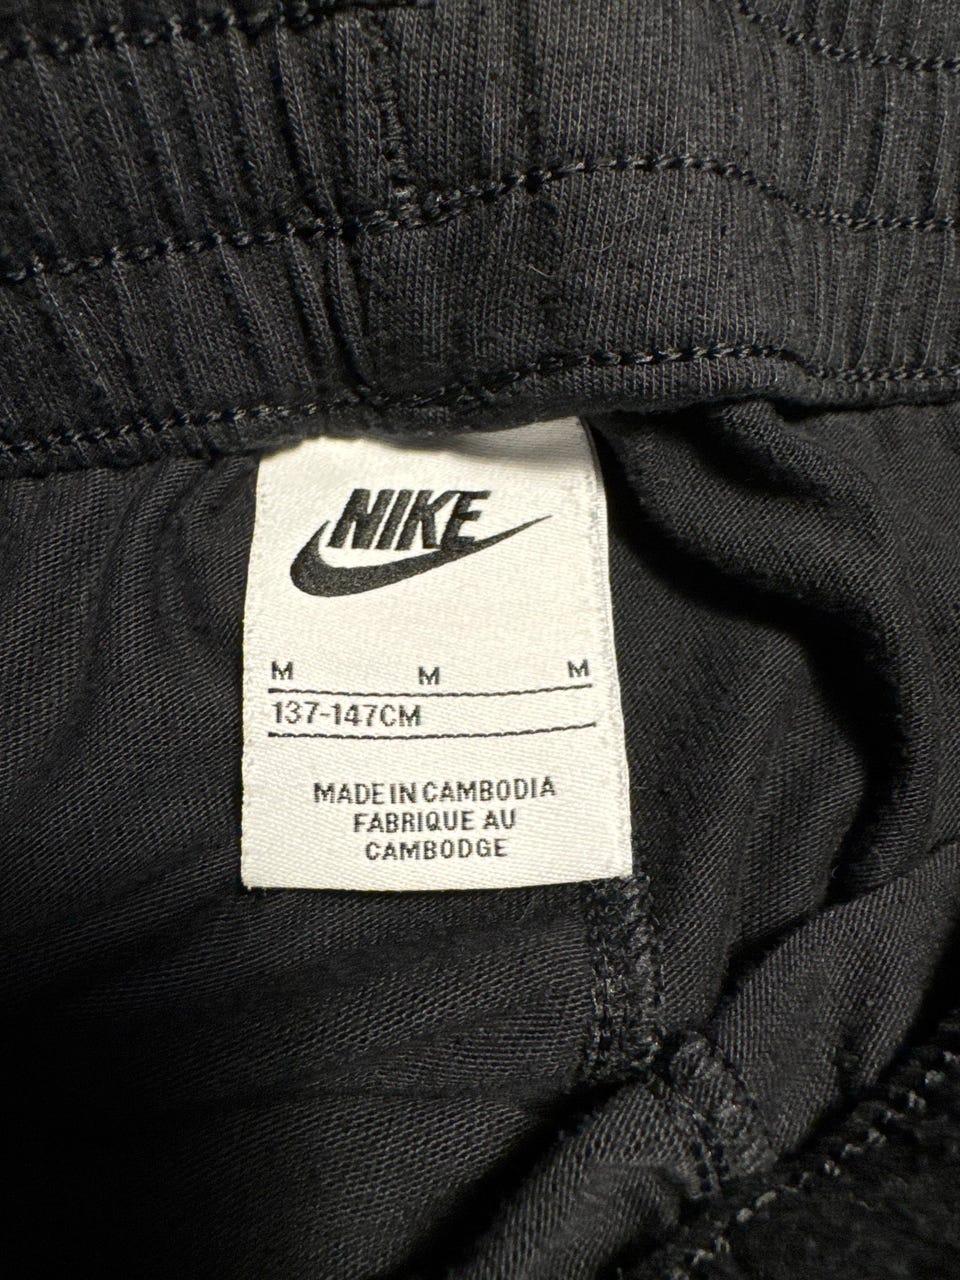 NIKE
M M M
137-147CM
MADE IN CAMBODIA
FABRIQUE AU
CAMBODGE